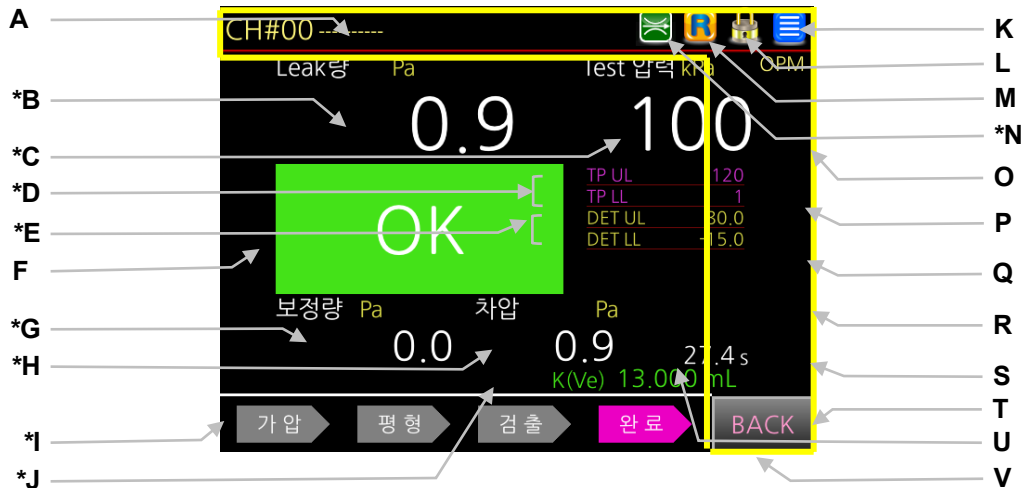 A
CH#00 ----------
R
K
L
Leak량 Pa
Test 압력 kPa
OPM
M
*B
0.9
100
*N
*C
O
*D
TP UL 120
TP LL 1
P
*E
OK
DET UL 30.0
DET LL -15.0
F
Q
보정량 Pa
차압 Pa
*G
R
0.0
0.9
27.4 s
*H
K(Ve) 13.000 mL
S
가 압
평 형
검 출
완 료
BACK
T
*I
U
*J
V